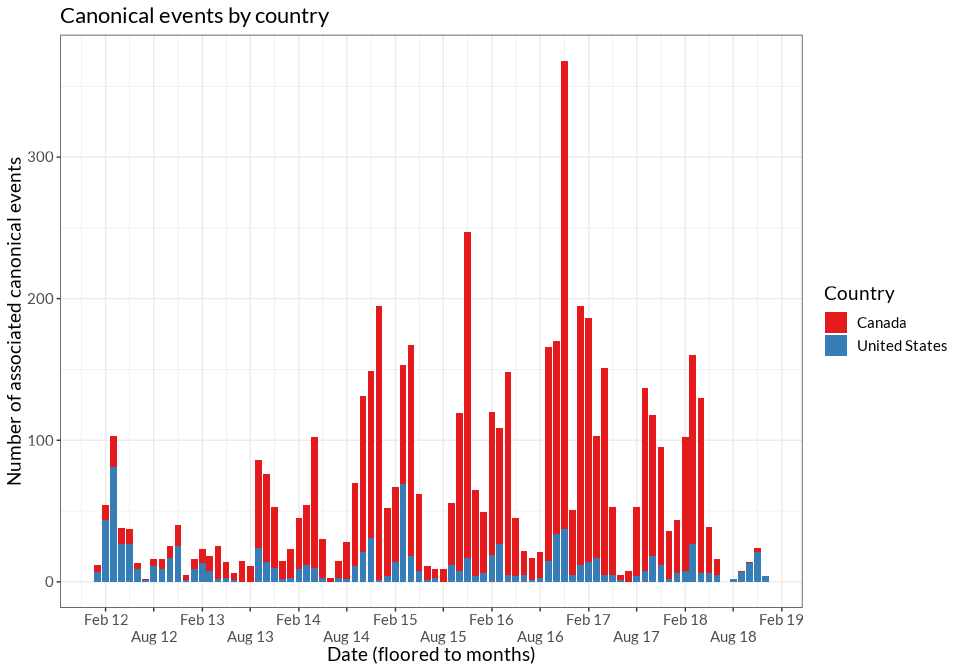 Canonical events by country
Number of associated canonical events
300
200
100
0
Feb 12
Aug 12
Feb 13
Aug 13
Feb 14
Aug 14
Feb 15
Aug 15
Feb 16
Aug 16
Feb 17
Aug 17
Feb 18
Aug 18
Feb 19
Date (floored to months)
Country
Canada
United States